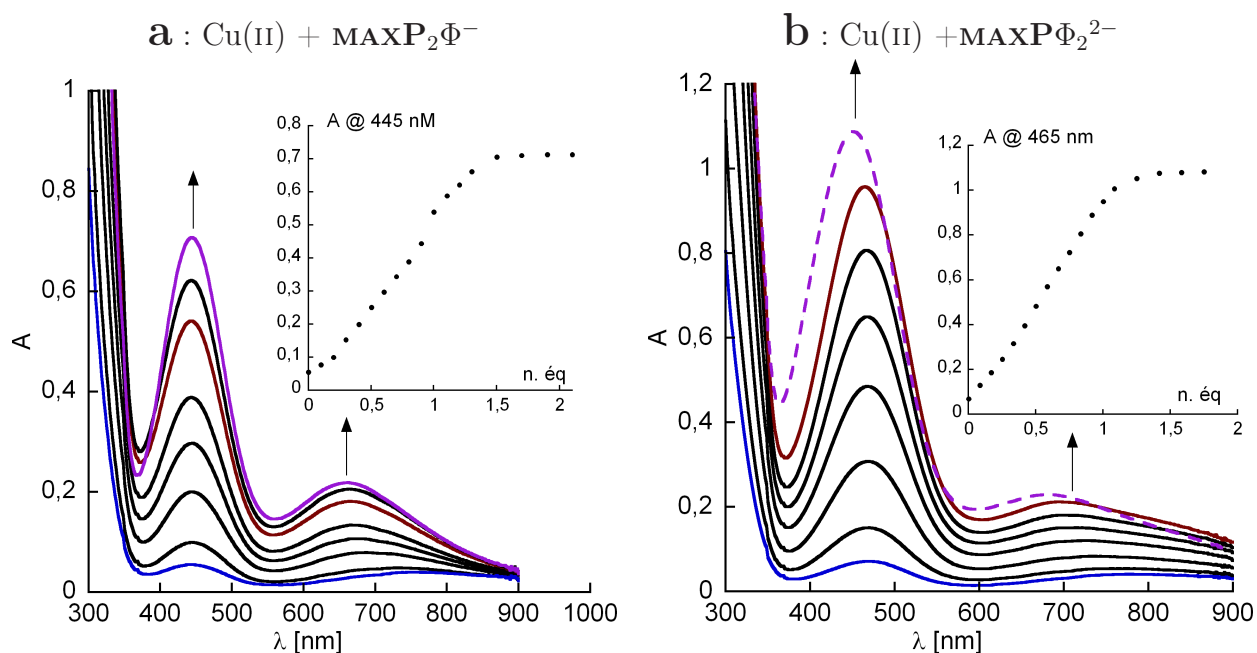 a : Cu(II) + MAXP₂Φ⁻
A
1
0,8
0,6
0,4
0,2
0
300 400 500 600 700 800 900 1000
λ [nm]
A @ 445 nM
0,8
0,7
0,6
0,5
0,4
0,3
0,2
0,1
0
0 0,5 1 1,5 2
n. éq
b : Cu(II) +MAXPΦ₂²⁻
A
1,2
1
0,8
0,6
0,4
0,2
0
300 400 500 600 700 800 900
λ [nm]
A @ 465 nm
1,2
1
0,8
0,6
0,4
0,2
0
0 0,5 1 1,5 2
n. éq